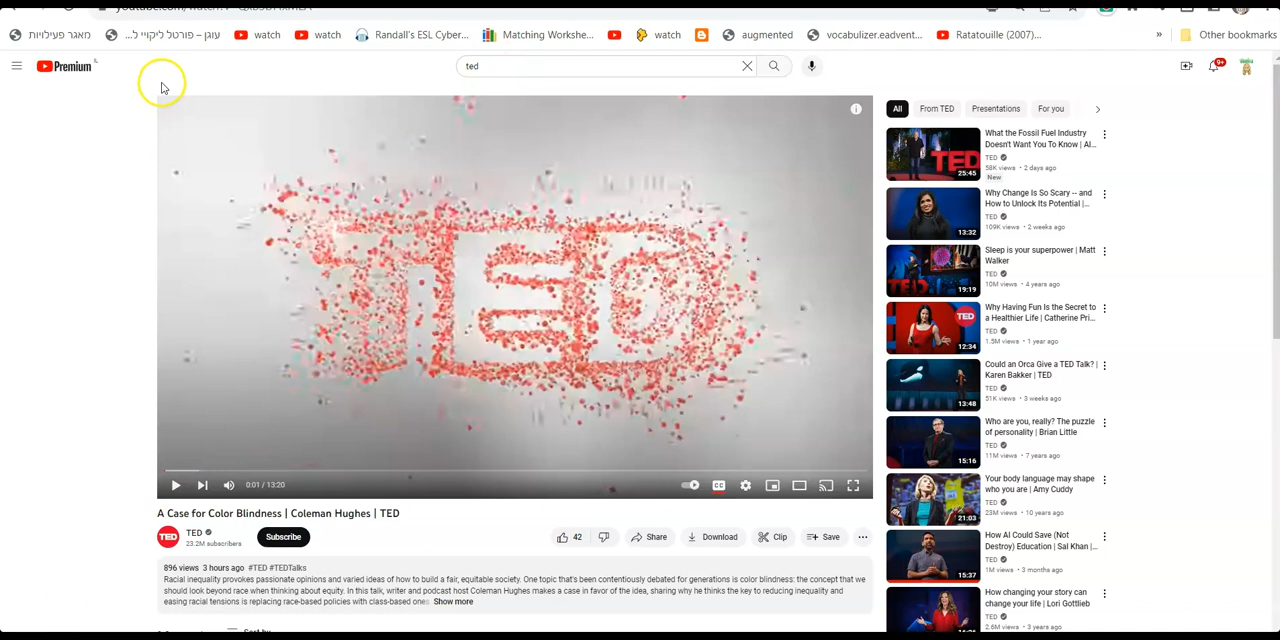 מאגר פעילויות
עוגן – פורטל ליקויי ל...
watch
watch
Randall's ESL Cyber...
Matching Workshe...
watch
augmented
vocabulizer.eadventu...
Ratatouille (2007)...
»
Other bookmarks
Premium
IL
ted
9+
TED
All
From TED
Presentations
For you
What the Fossil Fuel Industry
Doesn't Want You To Know | Al...
TED
58K views • 2 days ago
New
25:45
Why Change Is So Scary -- and
How to Unlock Its Potential |...
TED
109K views • 2 weeks ago
13:32
Sleep is your superpower | Matt
Walker
TED
10M views • 4 years ago
19:19
Why Having Fun Is the Secret to
a Healthier Life | Catherine Pri...
TED
1.5M views • 1 year ago
12:34
Could an Orca Give a TED Talk? |
Karen Bakker | TED
TED
51K views • 3 weeks ago
13:48
Who are you, really? The puzzle
of personality | Brian Little
TED
11M views • 7 years ago
15:16
Your body language may shape
who you are | Amy Cuddy
TED
23M views • 10 years ago
21:03
How AI Could Save (Not
Destroy) Education | Sal Khan |...
TED
1M views • 3 months ago
15:37
How changing your story can
change your life | Lori Gottlieb
TED
2.6M views • 3 years ago
0:01 / 13:20
CC
A Case for Color Blindness | Coleman Hughes | TED
TED
TED
23.2M subscribers
Subscribe
42
Share
Download
Clip
Save
896 views 3 hours ago #TED #TEDTalks
Racial inequality provokes passionate opinions and varied ideas of how to build a fair, equitable society. One topic that's been contentiously debated for generations is color blindness: the concept that we
should look beyond race when thinking about equity. In this talk, writer and podcast host Coleman Hughes makes a case in favor of the idea, sharing why he thinks the key to reducing inequality and
easing racial tensions is replacing race-based policies with class-based ones Show more
Sort by